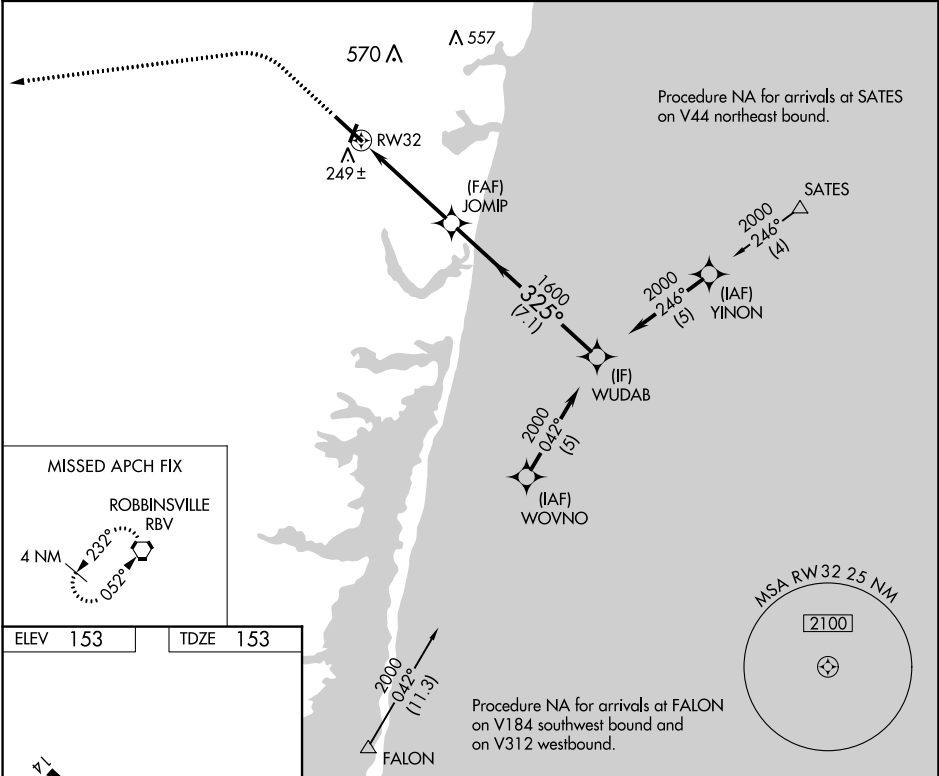 570
557
Procedure NA for arrivals at SATES
on V44 northeast bound.
RW32
249 ±
(FAF)
JOMIP
SATES
2000
246°
(4)
2000
246°
(5)
(IAF)
YINON
1600
325°
(7.1)
(IF)
WUDAB
2000
042°
(5)
(IAF)
WOVNO
MISSED APCH FIX
ROBBINSVILLE
RBV
4 NM
232°
052°
MSA RW32 25 NM
2100
ELEV 153
TDZE 153
2000
042°
(11.3)
FALON
Procedure NA for arrivals at FALON
on V184 southwest bound and
on V312 westbound.
14